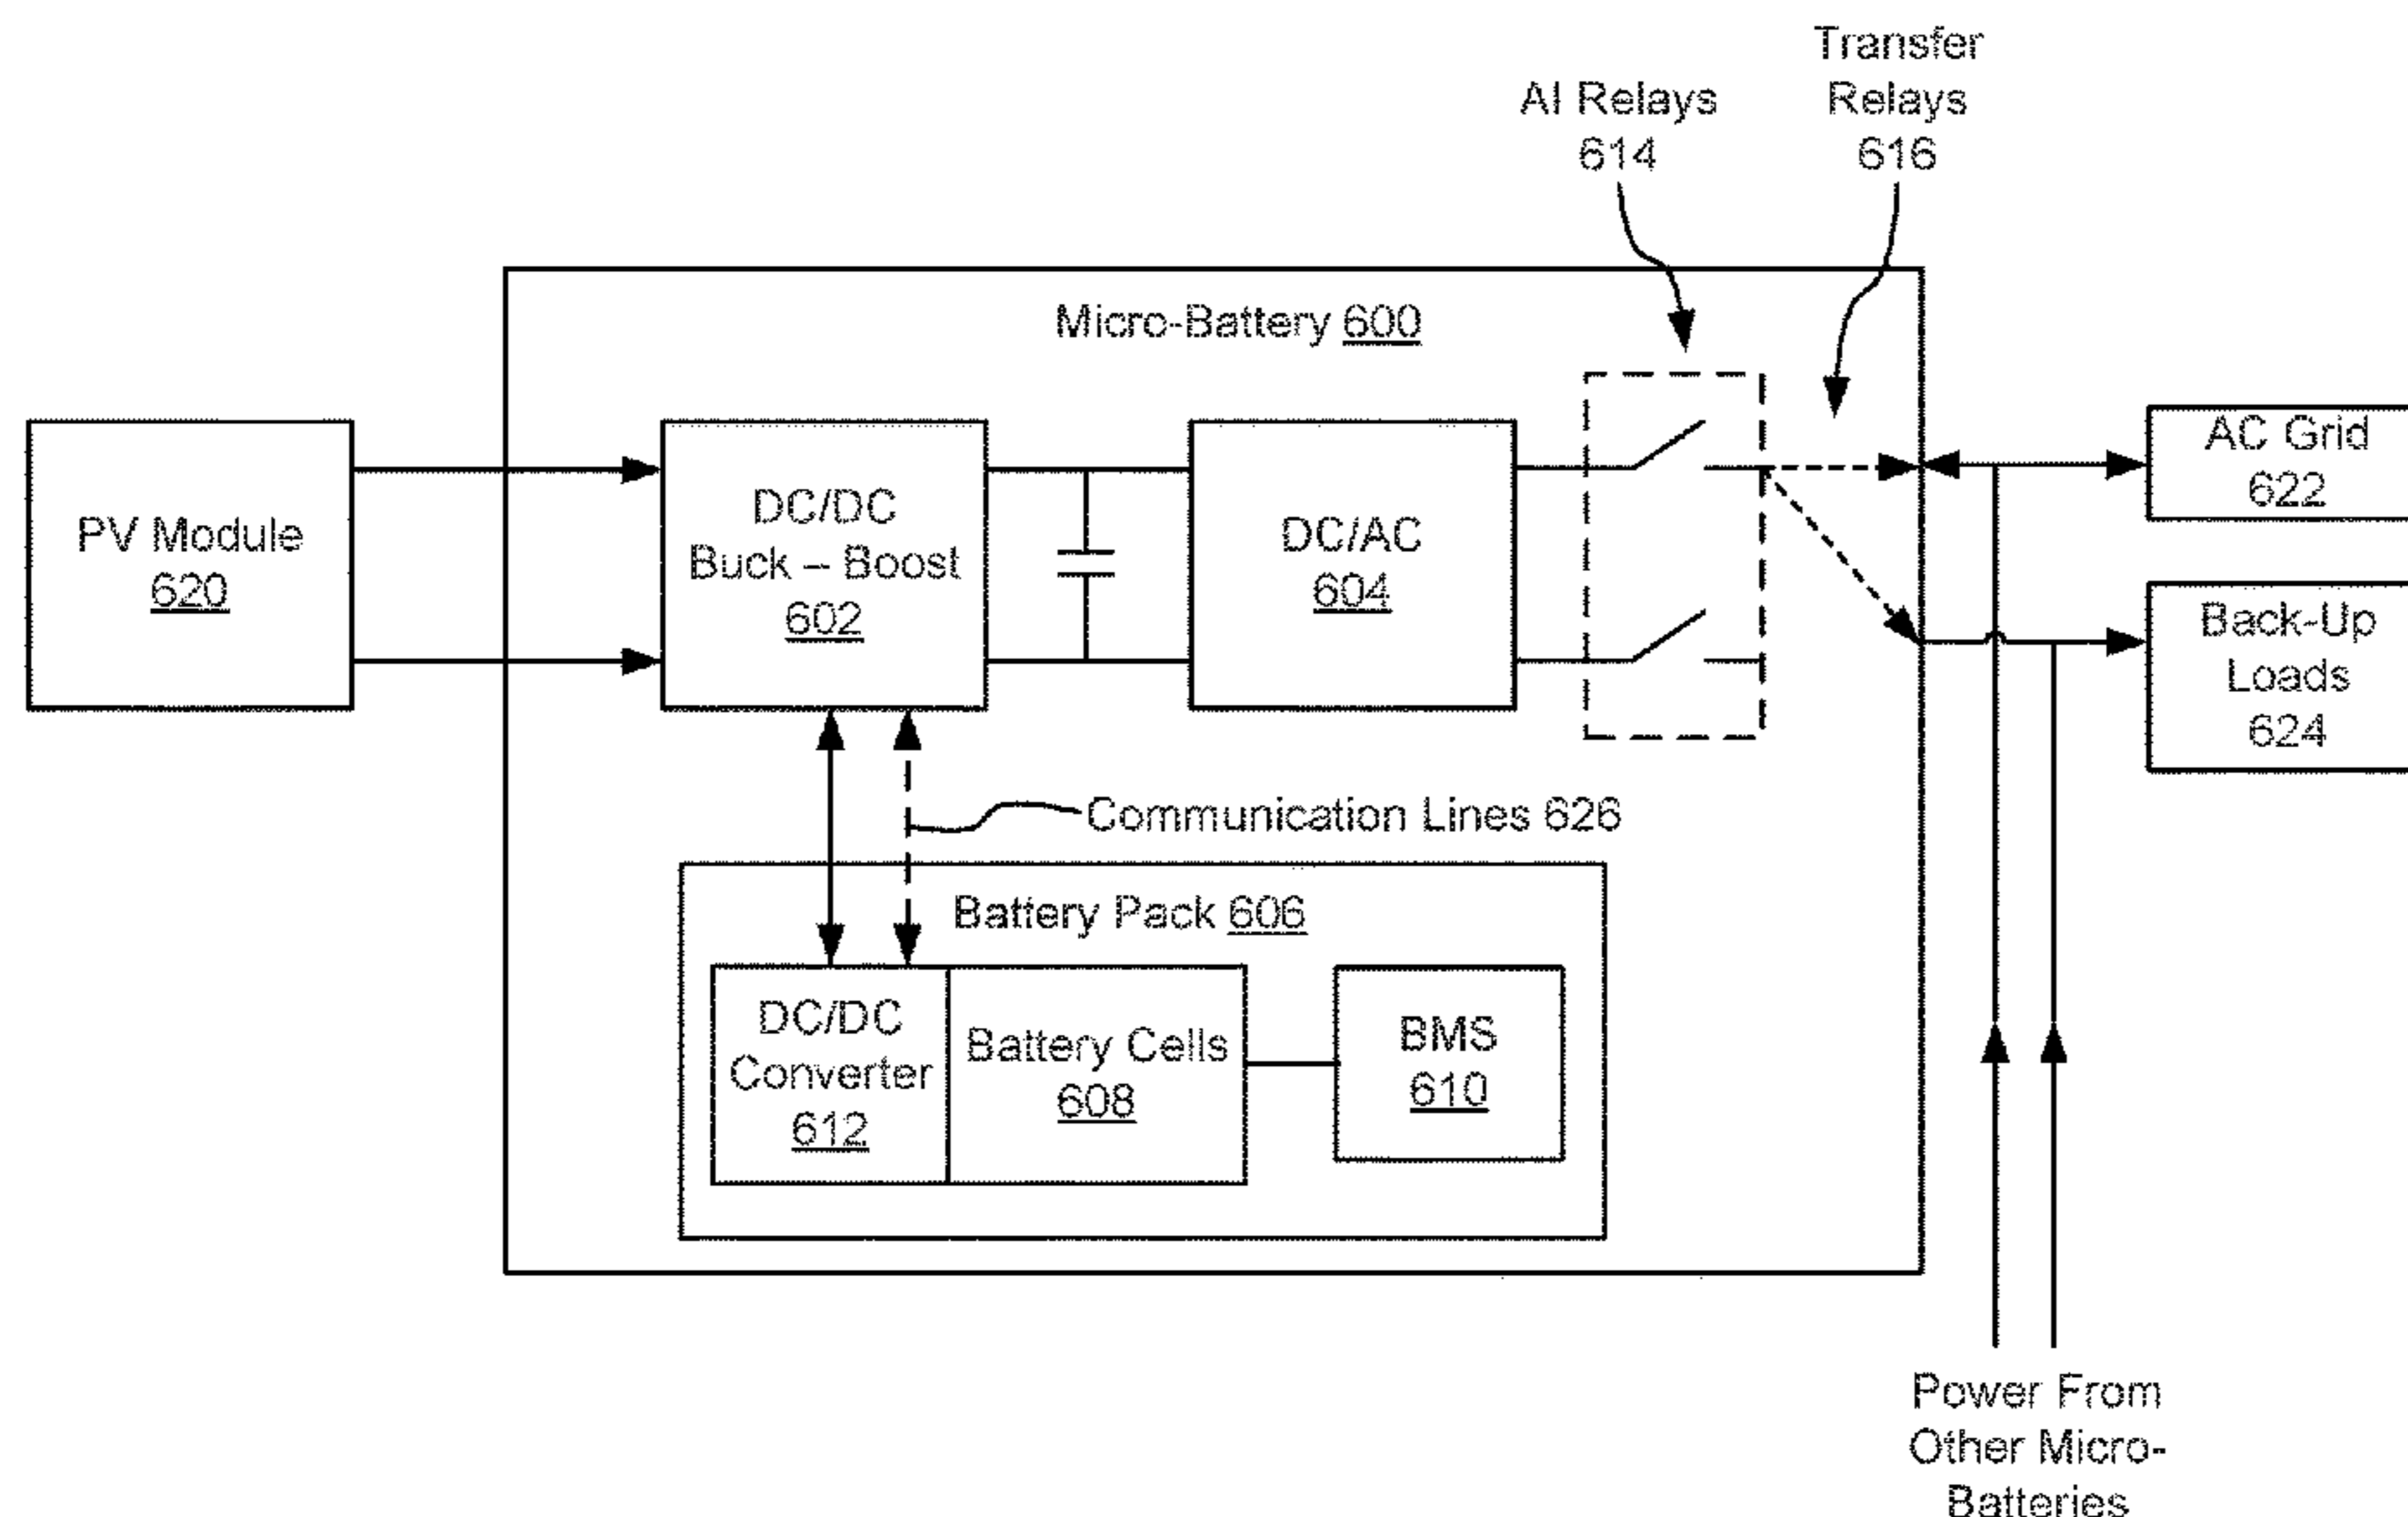 Transfer
Relays
616
AI Relays
614
Micro-Battery 600
PV Module
620
DC/DC
Buck – Boost
602
DC/AC
604
AC Grid
622
Back-Up
Loads
624
Communication Lines 626
Battery Pack 606
DC/DC
Converter
612
Battery Cells
608
BMS
610
Power From
Other Micro-
Batteries